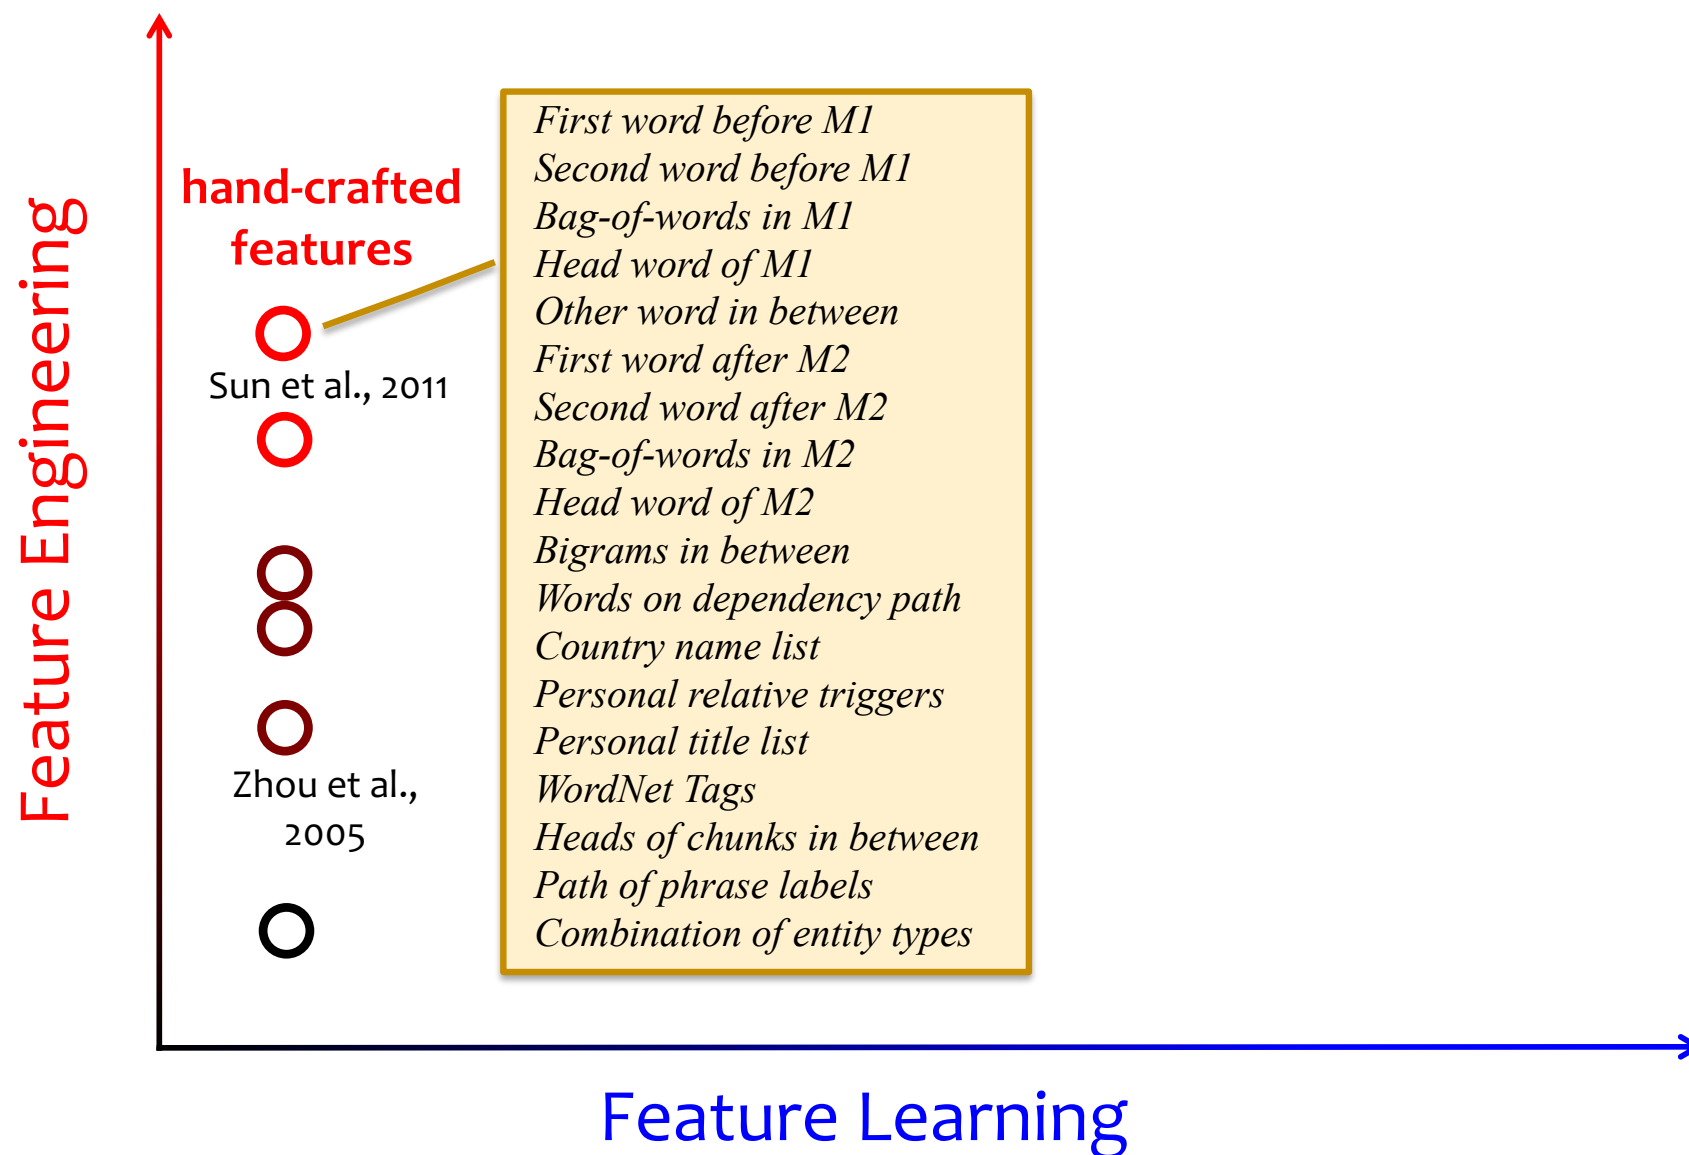 Feature Engineering
hand-crafted
features
Sun et al., 2011
Zhou et al.,
2005
First word before M1
Second word before M1
Bag-of-words in M1
Head word of M1
Other word in between
First word after M2
Second word after M2
Bag-of-words in M2
Head word of M2
Bigrams in between
Words on dependency path
Country name list
Personal relative triggers
Personal title list
WordNet Tags
Heads of chunks in between
Path of phrase labels
Combination of entity types
Feature Learning